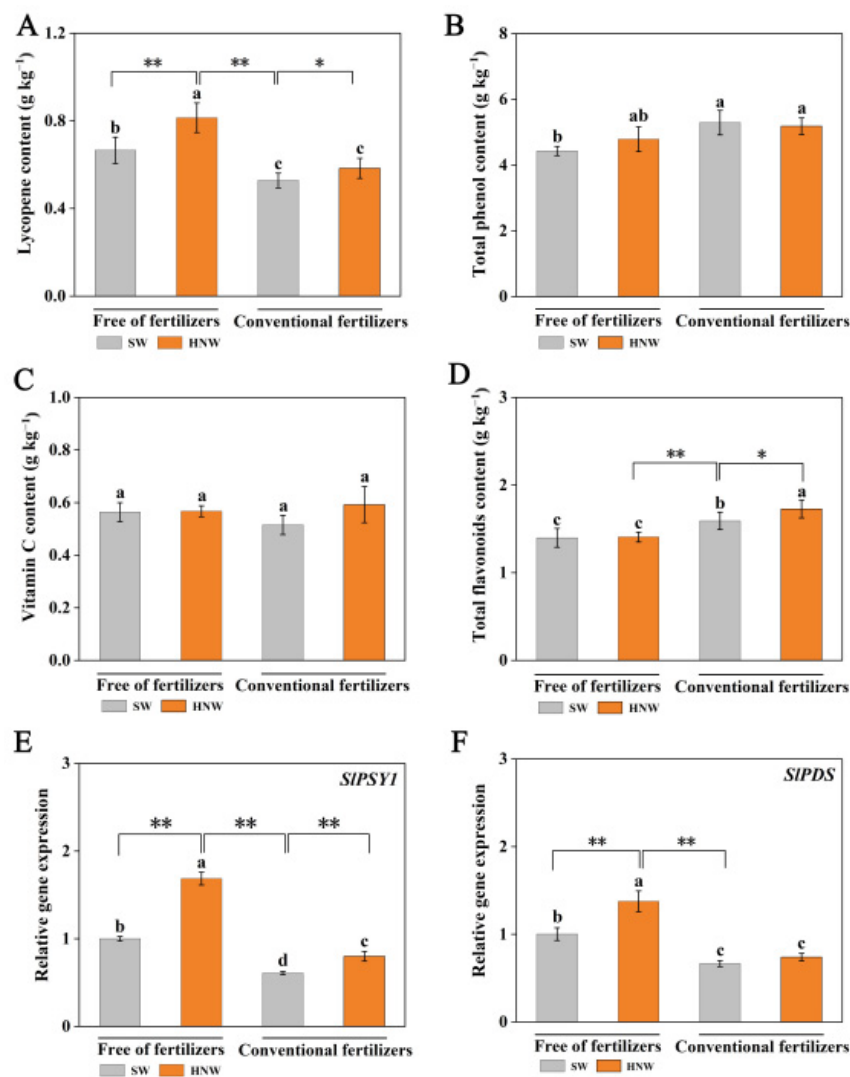 A
Lycopene content (g kg⁻¹)
1.2
0.8
0.4
0.0
** ** *
b a c c
Free of fertilizers Conventional fertilizers
SW HNW
B
Total phenol content (g kg⁻¹)
8
6
4
2
0
b ab a a
Free of fertilizers Conventional fertilizers
SW HNW
C
Vitamin C content (g kg⁻¹)
1.0
0.8
0.6
0.4
0.2
0.0
a a a a
Free of fertilizers Conventional fertilizers
SW HNW
D
Total flavonoids content (g kg⁻¹)
3
2
1
0
** *
c c b a
Free of fertilizers Conventional fertilizers
SW HNW
E
SlPSY1
Relative gene expression
3
2
1
0
** ** **
b a d c
Free of fertilizers Conventional fertilizers
SW HNW
F
SlPDS
Relative gene expression
3
2
1
0
** **
b a c c
Free of fertilizers Conventional fertilizers
SW HNW